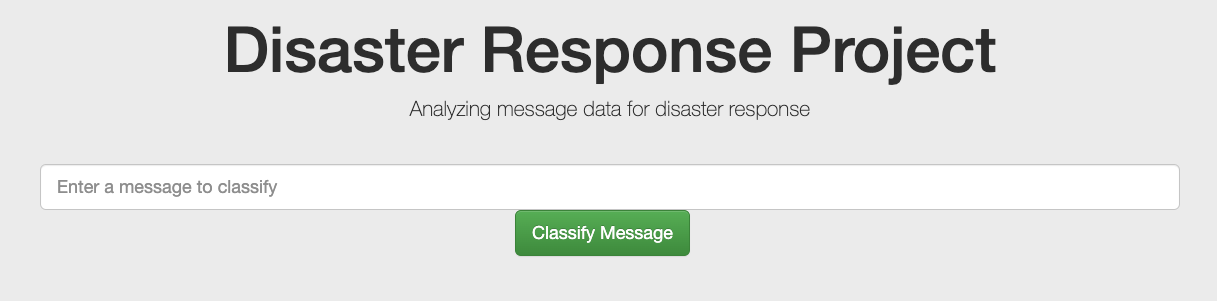 Disaster Response Project
Analyzing message data for disaster response
Enter a message to classify
Classify Message